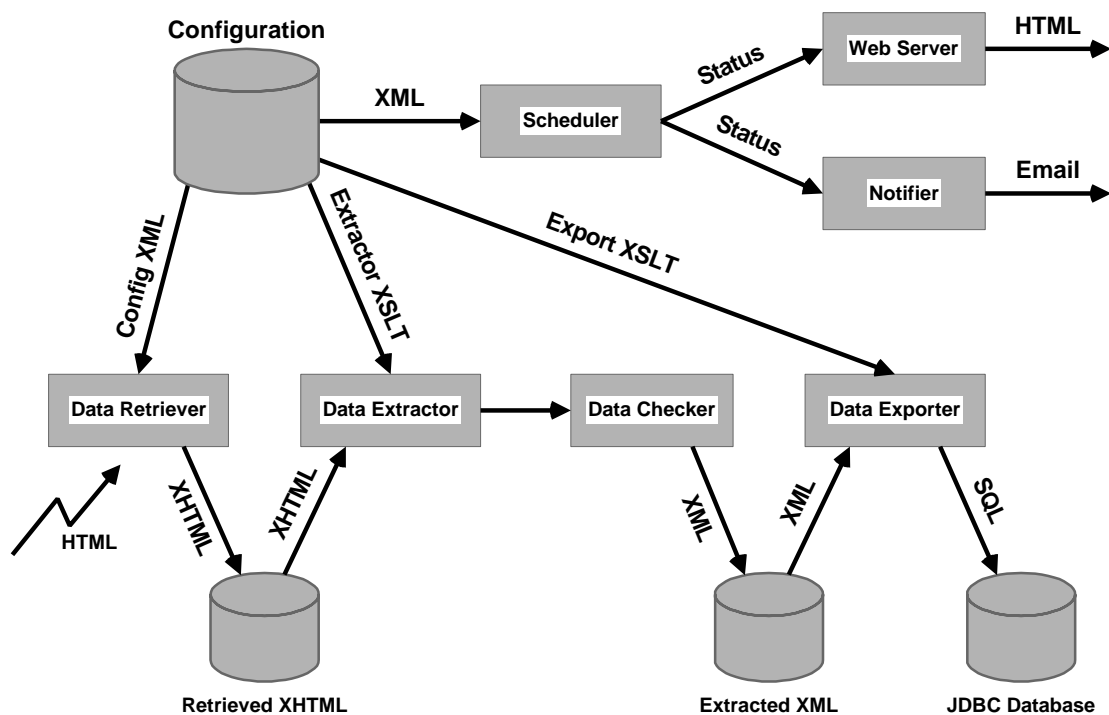 Configuration
HTML
Web Server
Status
XML
Scheduler
Status
Email
Notifier
Config XML
Extractor XSLT
Export XSLT
Data Retriever
Data Extractor
Data Checker
Data Exporter
HTML
XHTML
XHTML
XML
XML
SQL
Retrieved XHTML
Extracted XML
JDBC Database